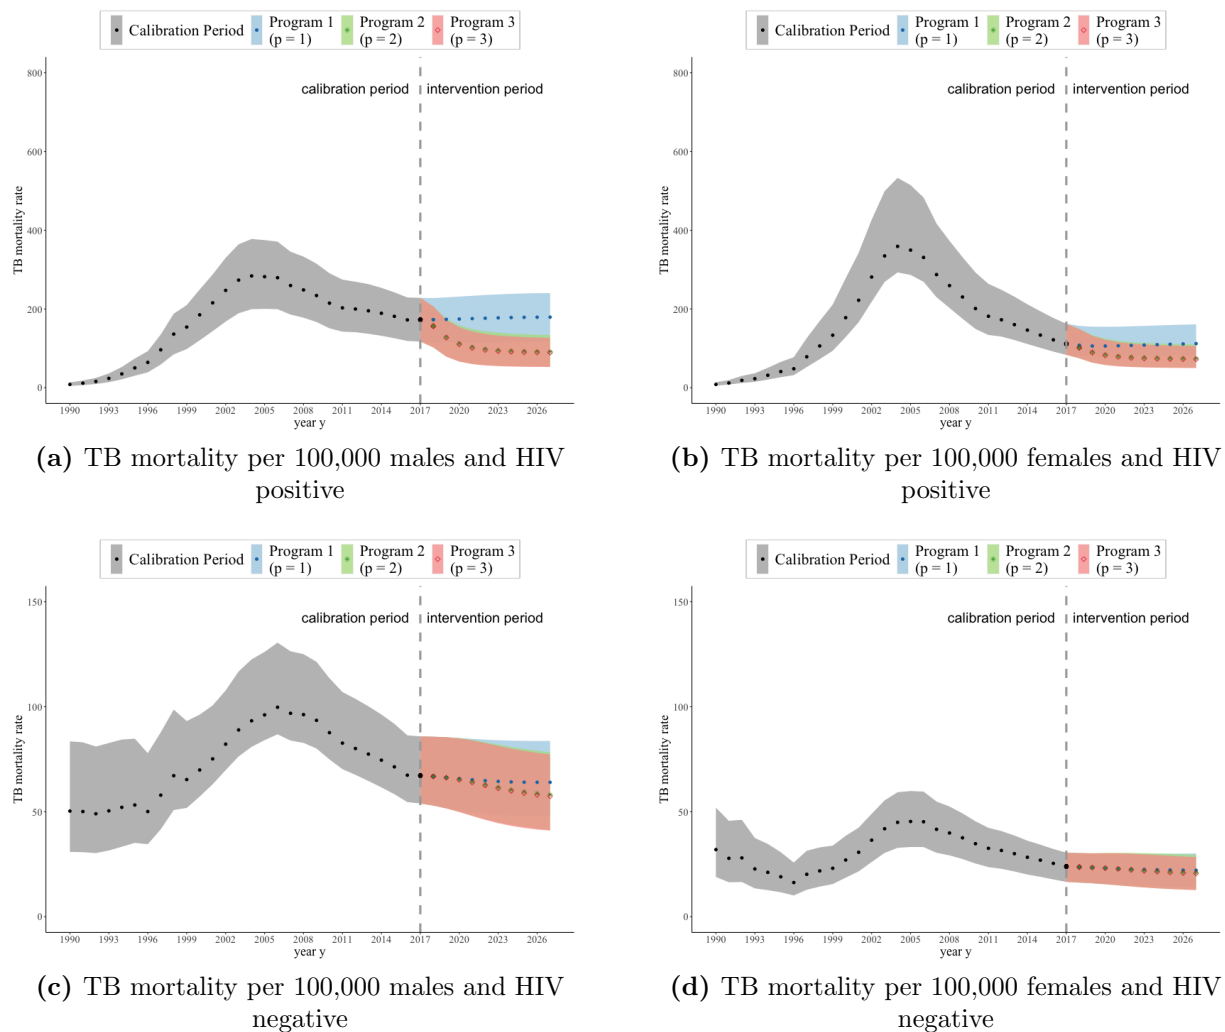 Calibration Period Program 1 (p = 1) Program 2 (p = 2) Program 3 (p = 3)
calibration period intervention period
TB mortality rate
800
600
400
200
0
1990 1993 1996 1999 2002 2005 2008 2011 2014 2017 2020 2023 2026
year y
(a) TB mortality per 100,000 males and HIV
positive
Calibration Period Program 1 (p = 1) Program 2 (p = 2) Program 3 (p = 3)
calibration period intervention period
TB mortality rate
800
600
400
200
0
1990 1993 1996 1999 2002 2005 2008 2011 2014 2017 2020 2023 2026
year y
(b) TB mortality per 100,000 females and HIV
positive
Calibration Period Program 1 (p = 1) Program 2 (p = 2) Program 3 (p = 3)
calibration period intervention period
TB mortality rate
150
100
50
0
1990 1993 1996 1999 2002 2005 2008 2011 2014 2017 2020 2023 2026
year y
(c) TB mortality per 100,000 males and HIV
negative
Calibration Period Program 1 (p = 1) Program 2 (p = 2) Program 3 (p = 3)
calibration period intervention period
TB mortality rate
150
100
50
0
1990 1993 1996 1999 2002 2005 2008 2011 2014 2017 2020 2023 2026
year y
(d) TB mortality per 100,000 females and HIV
negative